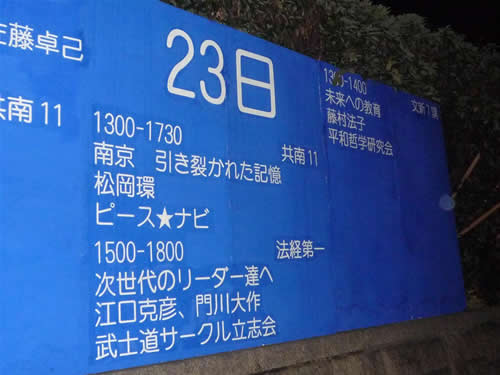 佐藤卓己
共南11
23日
1300-1730
共南11
南京 引き裂かれた記憶
松岡環
ピース★ナビ
1500-1800
法経第一
次世代のリーダー達へ
江口克彦、門川大作
武士道サークル立志会
1300-1400
未来への教育
藤村法子
平和哲学研究会